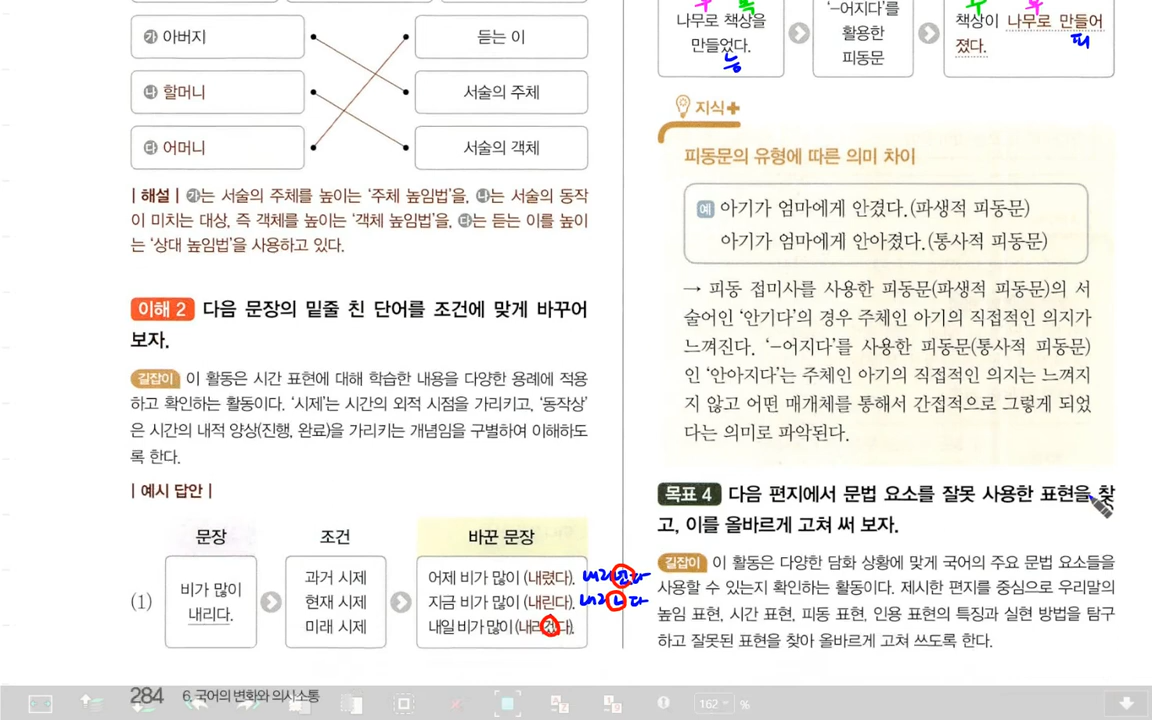 ㉮ 아버지
듣는 이
㉯ 할머니
서술의 주체
㉰ 어머니
서술의 객체
| 해설 | ㉮는 서술의 주체를 높이는 ‘주체 높임법’을, ㉯는 서술의 동작
이 미치는 대상, 즉 객체를 높이는 ‘객체 높임법’을, ㉰는 듣는 이를 높이
는 ‘상대 높임법’을 사용하고 있다.
이해 2 다음 문장의 밑줄 친 단어를 조건에 맞게 바꾸어
보자.
길잡이 이 활동은 시간 표현에 대해 학습한 내용을 다양한 용례에 적용
하고 확인하는 활동이다. ‘시제’는 시간의 외적 시점을 가리키고, ‘동작상’
은 시간의 내적 양상(진행, 완료)을 가리키는 개념임을 구별하여 이해하도
록 한다.
| 예시 답안 |
문장
조건
바꾼 문장
(1)
비가 많이
내리다.
과거 시제
현재 시제
미래 시제
어제 비가 많이 (내렸다).
지금 비가 많이 (내린다).
내일 비가 많이 (내리겠다).
284 6. 국어의 변화와 의사소통
나무로 책상을
만들었다.
능
‘–어지다’를
활용한
피동문
책상이 나무로 만들어
졌다.
피
지식+
피동문의 유형에 따른 의미 차이
예 아기가 엄마에게 안겼다.(파생적 피동문)
아기가 엄마에게 안아졌다.(통사적 피동문)
→ 피동 접미사를 사용한 피동문(파생적 피동문)의 서
술어인 ‘안기다’의 경우 주체인 아기의 직접적인 의지가
느껴진다. ‘–어지다’를 사용한 피동문(통사적 피동문)
인 ‘안아지다’는 주체인 아기의 직접적인 의지는 느껴지
지 않고 어떤 매개체를 통해서 간접적으로 그렇게 되었
다는 의미로 파악된다.
목표 4 다음 편지에서 문법 요소를 잘못 사용한 표현을 찾
고, 이를 올바르게 고쳐 써 보자.
길잡이 이 활동은 다양한 담화 상황에 맞게 국어의 주요 문법 요소들을
사용할 수 있는지 확인하는 활동이다. 제시한 편지를 중심으로 우리말의
높임 표현, 시간 표현, 피동 표현, 인용 표현의 특징과 실현 방법을 탐구
하고 잘못된 표현을 찾아 올바르게 고쳐 쓰도록 한다.
162 %